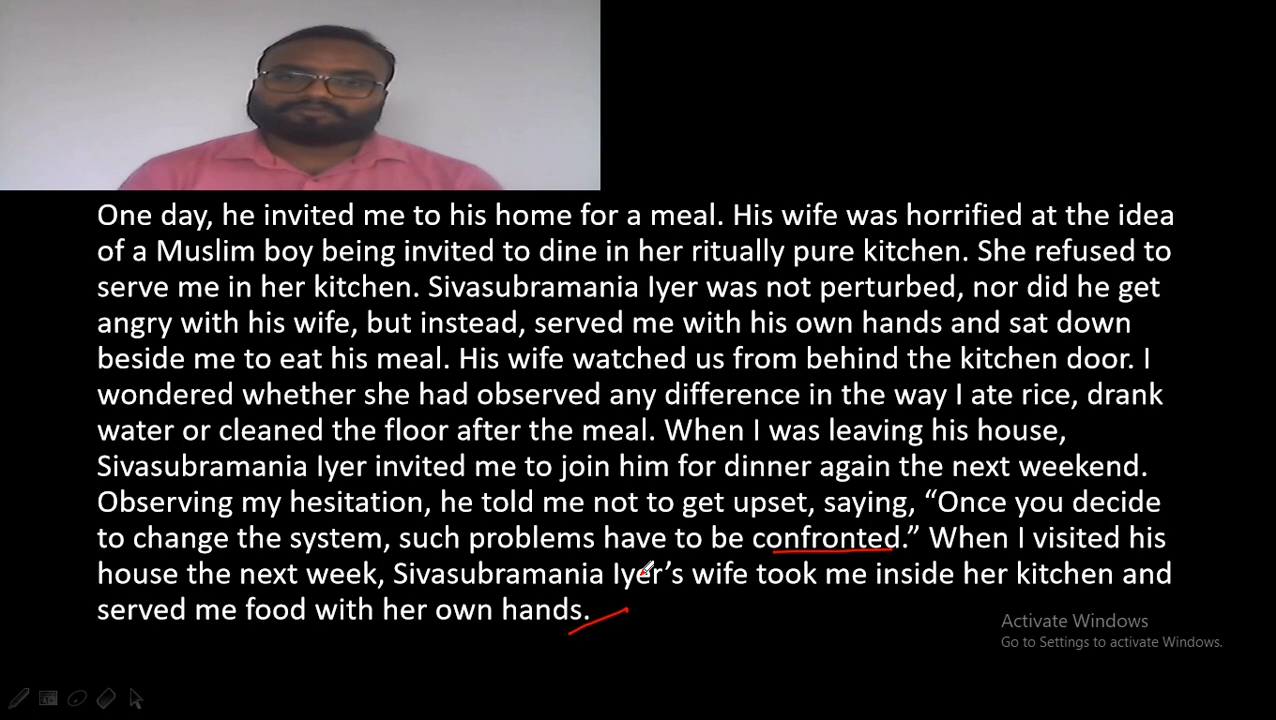 One day, he invited me to his home for a meal. His wife was horrified at the idea
of a Muslim boy being invited to dine in her ritually pure kitchen. She refused to
serve me in her kitchen. Sivasubramania Iyer was not perturbed, nor did he get
angry with his wife, but instead, served me with his own hands and sat down
beside me to eat his meal. His wife watched us from behind the kitchen door. I
wondered whether she had observed any difference in the way I ate rice, drank
water or cleaned the floor after the meal. When I was leaving his house,
Sivasubramania Iyer invited me to join him for dinner again the next weekend.
Observing my hesitation, he told me not to get upset, saying, “Once you decide
to change the system, such problems have to be confronted.” When I visited his
house the next week, Sivasubramania Iyer’s wife took me inside her kitchen and
served me food with her own hands.
Activate Windows
Go to Settings to activate Windows.